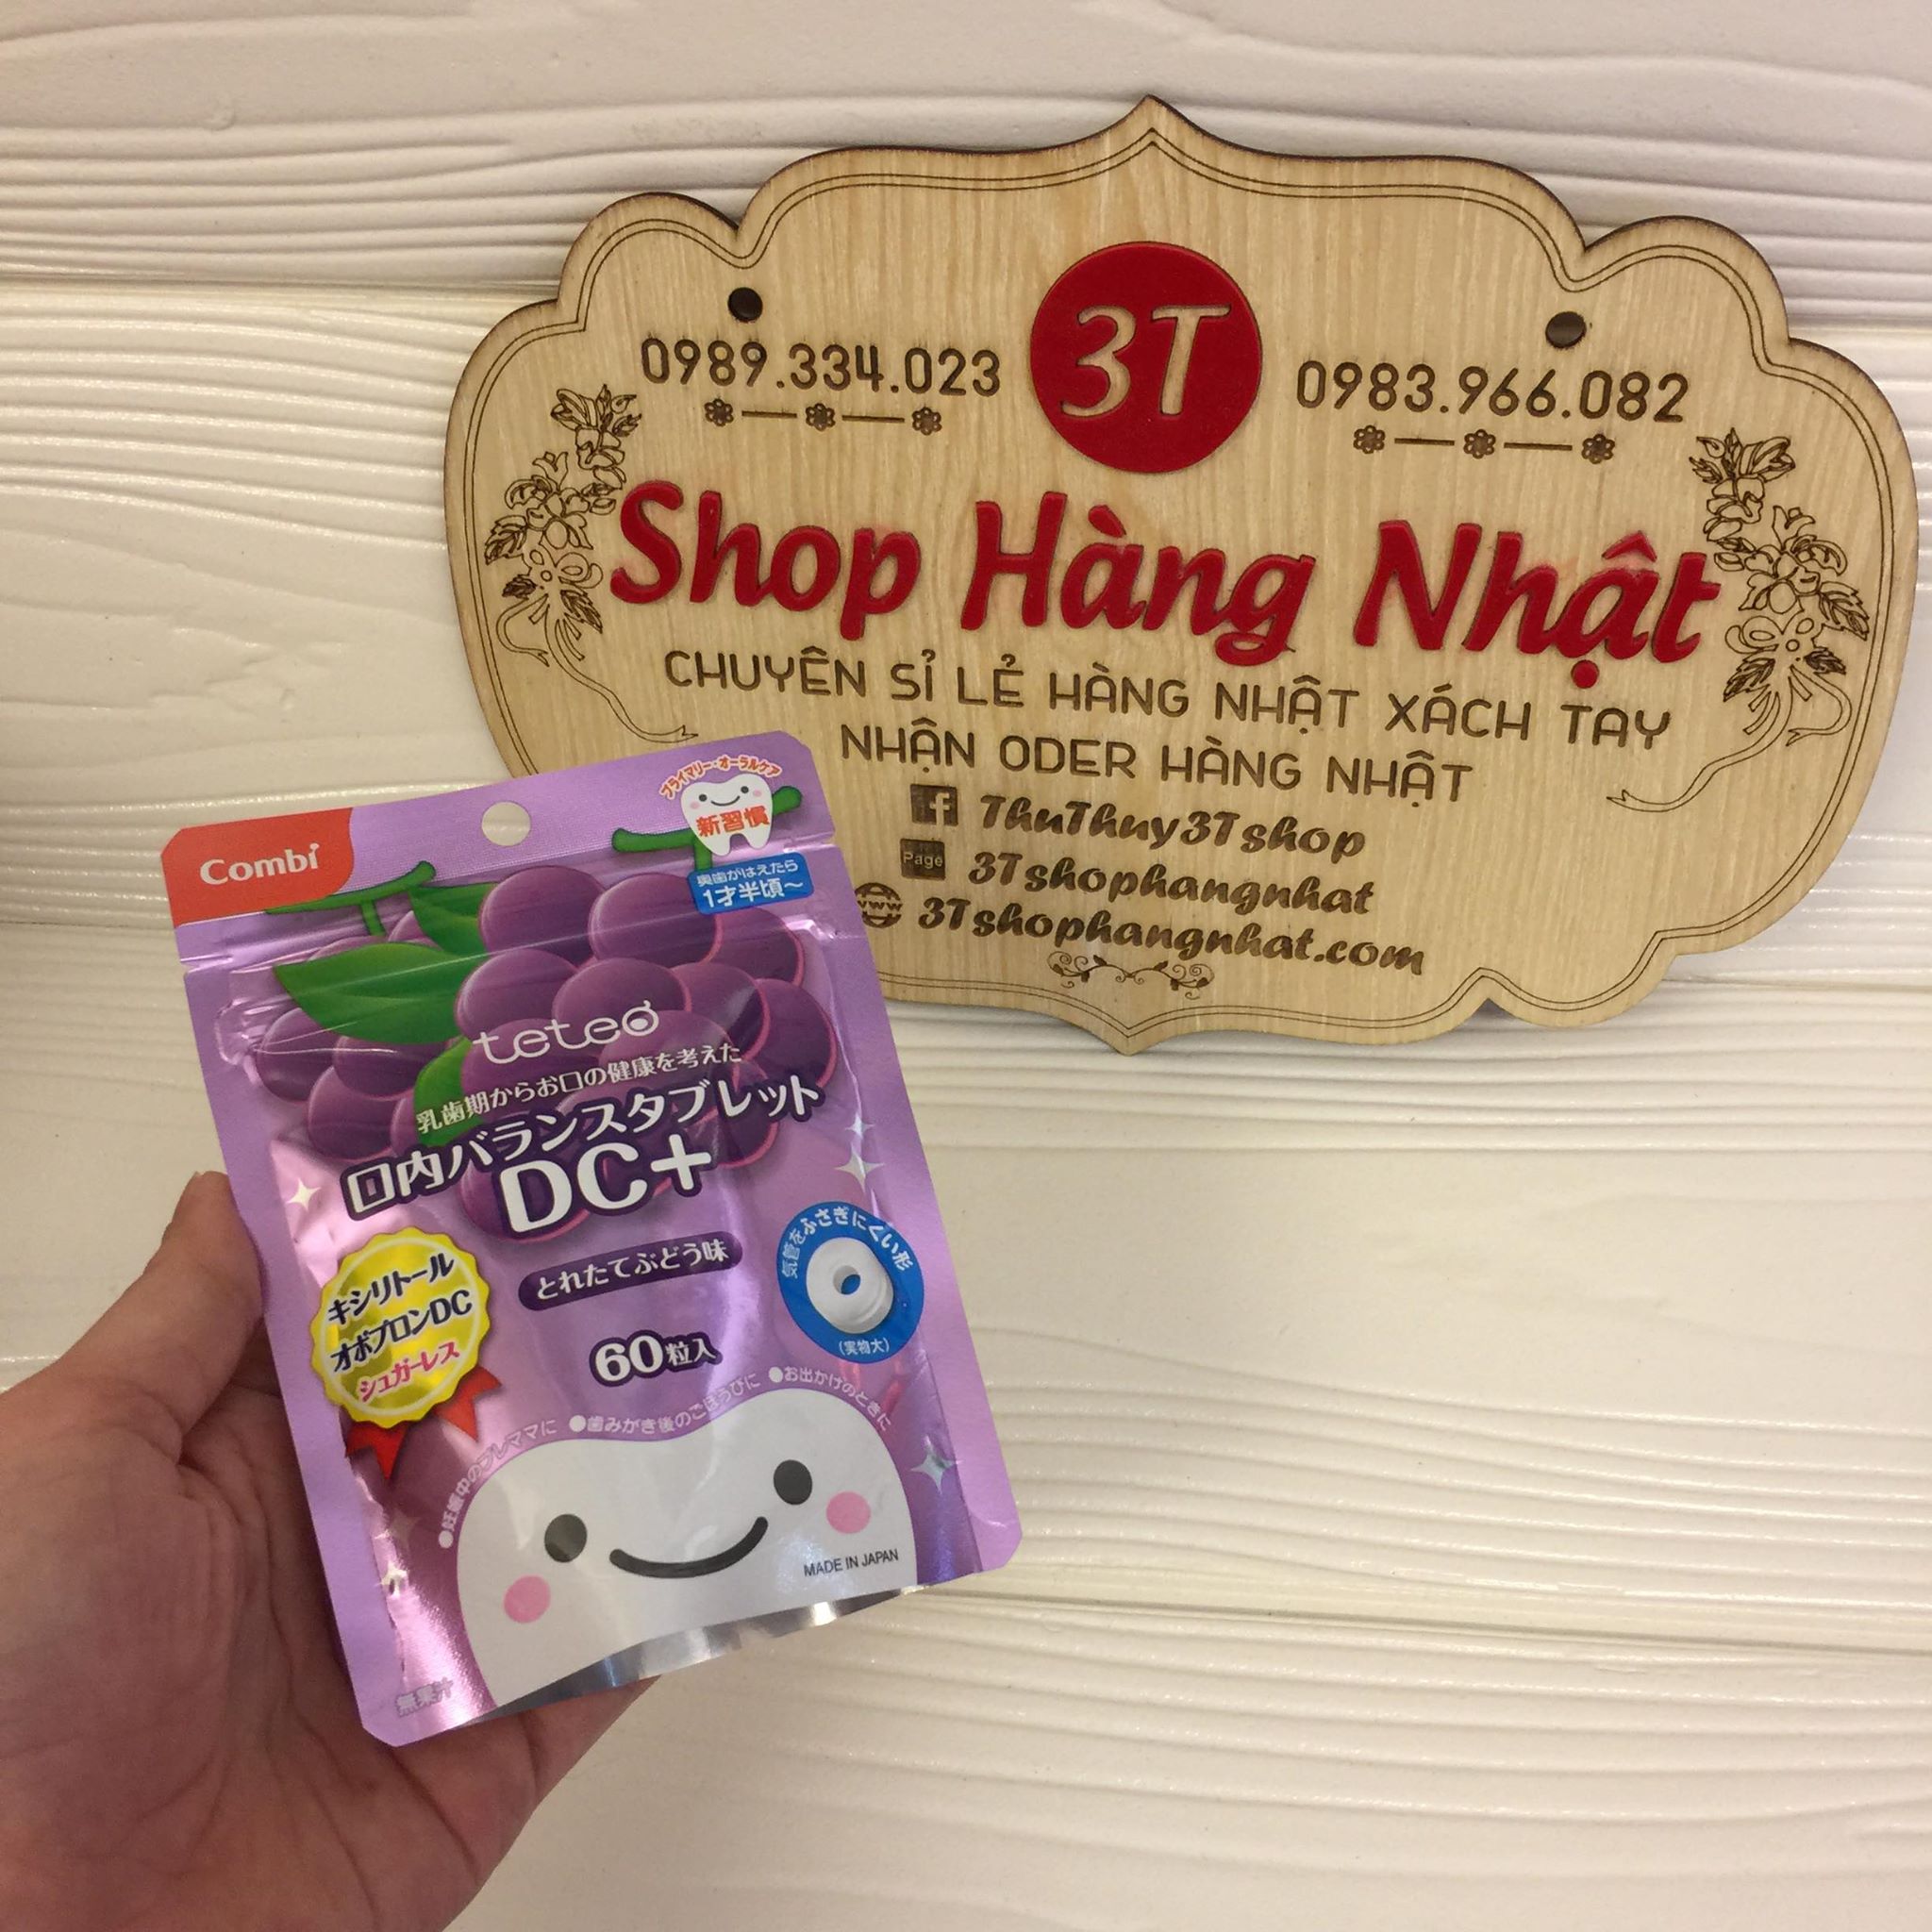 3T
0989.334.023
0983.966.082
Shop Hàng Nhật
CHUYÊN SỈ LẺ HÀNG NHẬT XÁCH TAY
NHẬN ODER HÀNG NHẬT
f ThuThuy3Tshop
Page 3Tshophangnhat
www 3Tshophangnhat.com
Combi
プライマリー・オーラルケア
新習慣
奥歯がはえたら
1才半頃～
teteo
乳歯期からお口の健康を考えた
口内バランスタブレット
DC+
とれたてぶどう味
気管をふさぎにくい形
(実物大)
キシリトール
オボプロンDC
シュガーレス
60粒入
●妊娠中のプレママに ●歯みがき後のごほうびに ●お出かけのときに
MADE IN JAPAN
無果汁